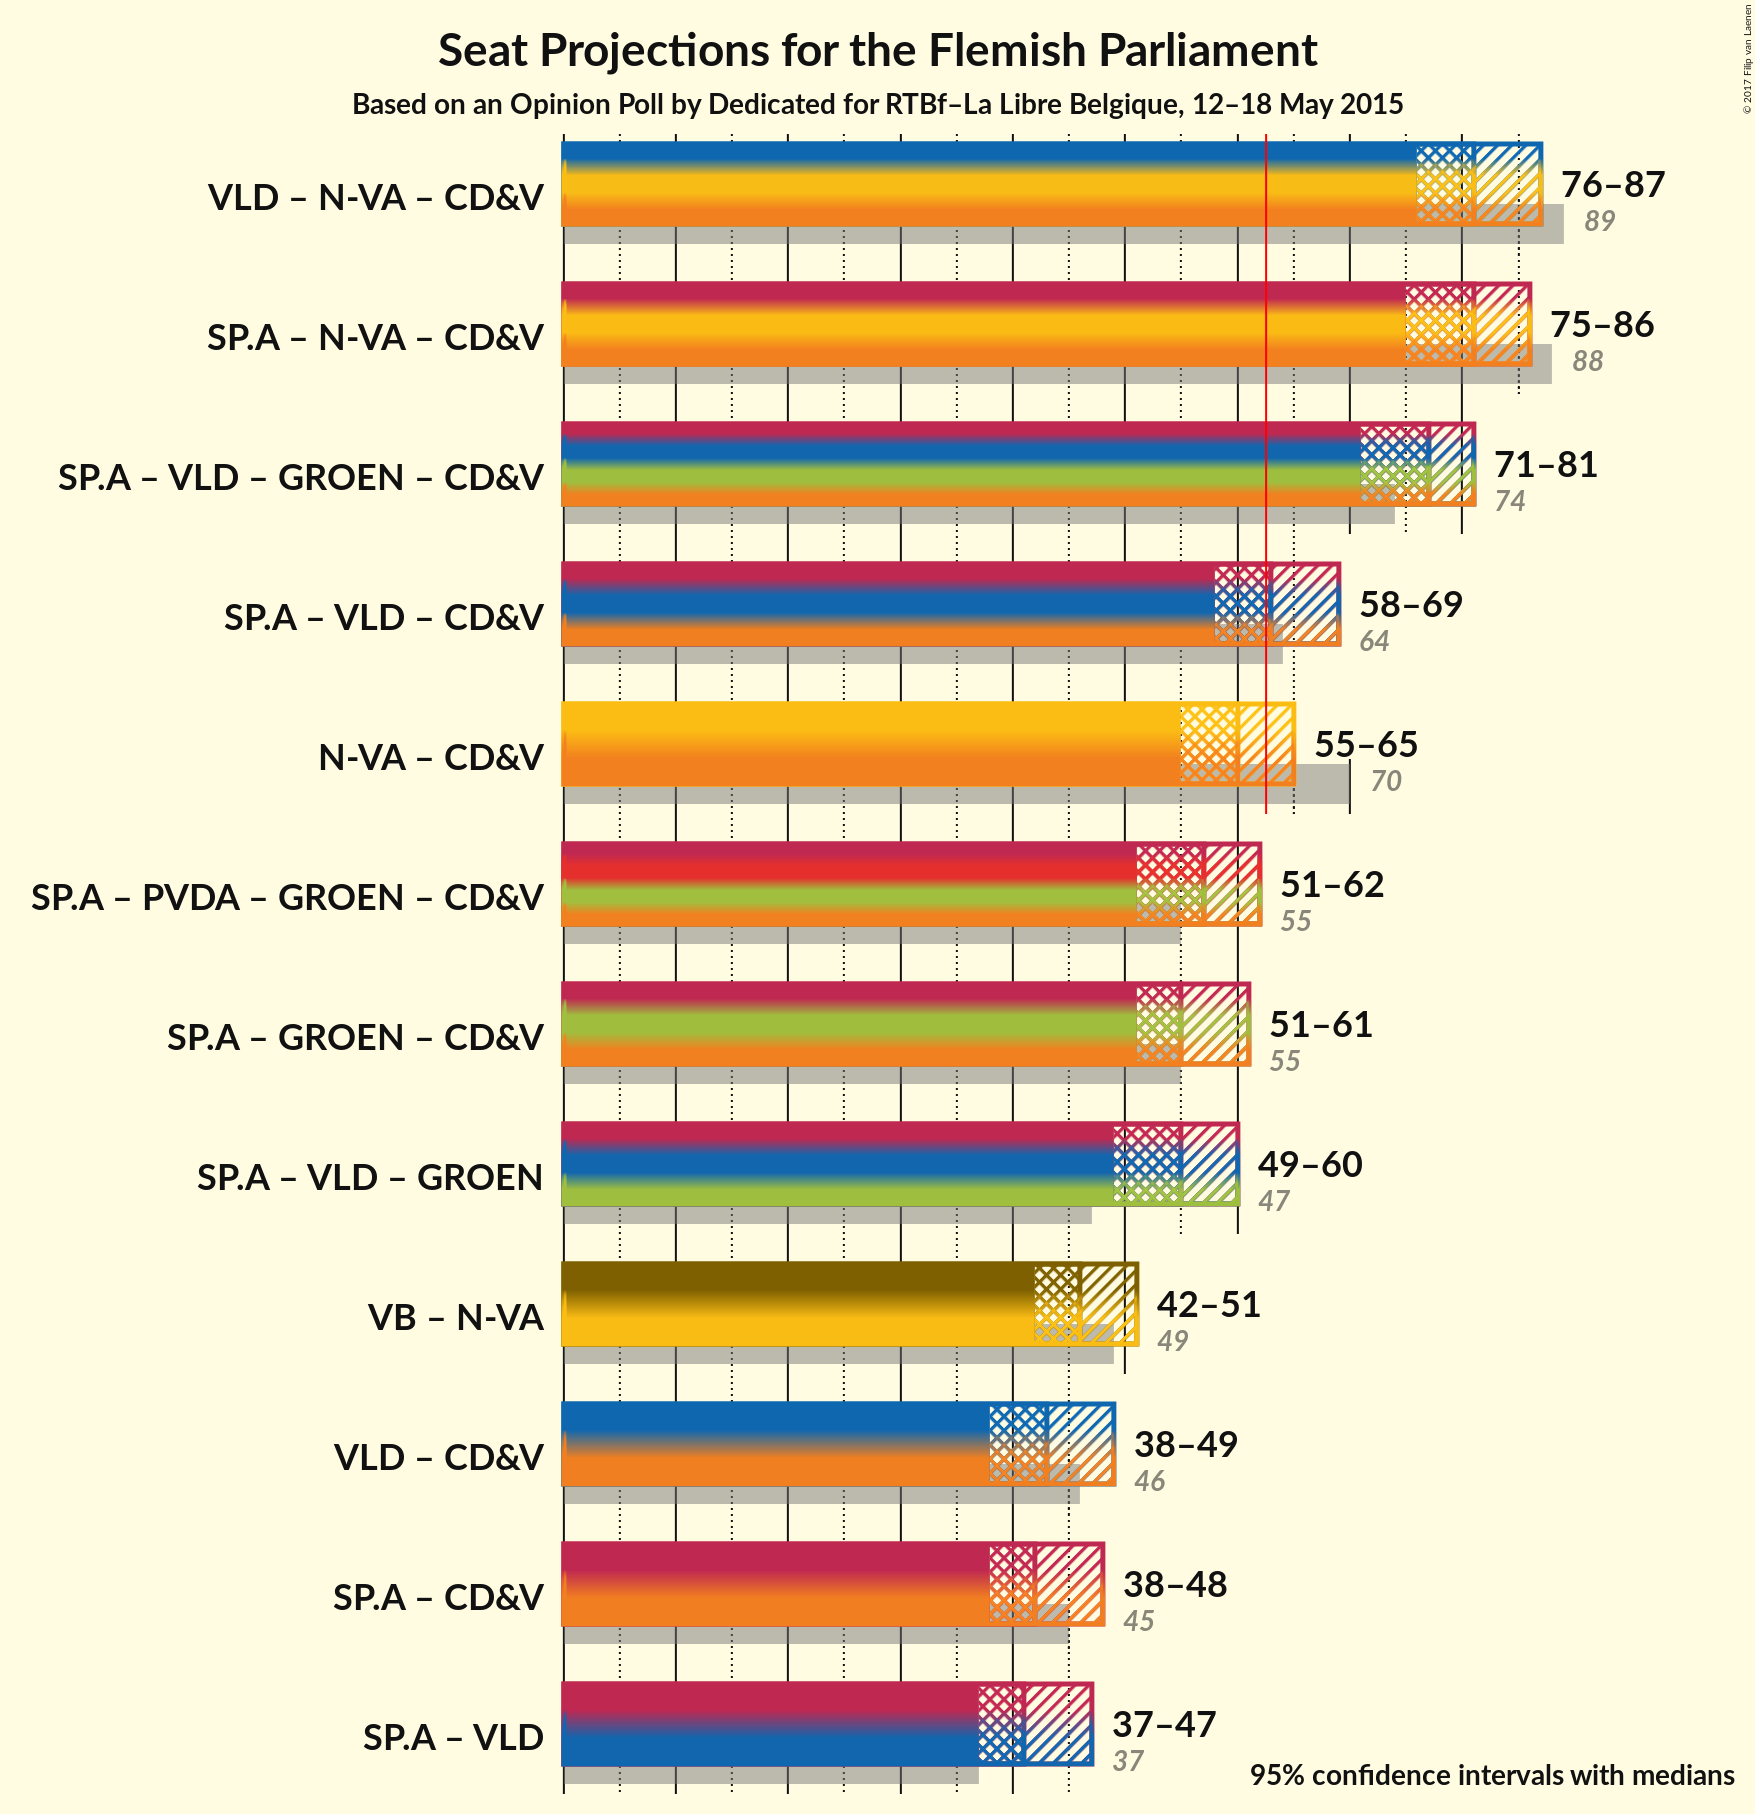 Seat Projections for the Flemish Parliament
Based on an Opinion Poll by Dedicated for RTBf–La Libre Belgique, 12–18 May 2015
© 2017 Filip van Laenen
VLD – N-VA – CD&V
76–87
89
SP.A – N-VA – CD&V
75–86
88
SP.A – VLD – GROEN – CD&V
71–81
74
SP.A – VLD – CD&V
58–69
64
N-VA – CD&V
55–65
70
SP.A – PVDA – GROEN – CD&V
51–62
55
SP.A – GROEN – CD&V
51–61
55
SP.A – VLD – GROEN
49–60
47
VB – N-VA
42–51
49
VLD – CD&V
38–49
46
SP.A – CD&V
38–48
45
SP.A – VLD
37–47
37
95% confidence intervals with medians